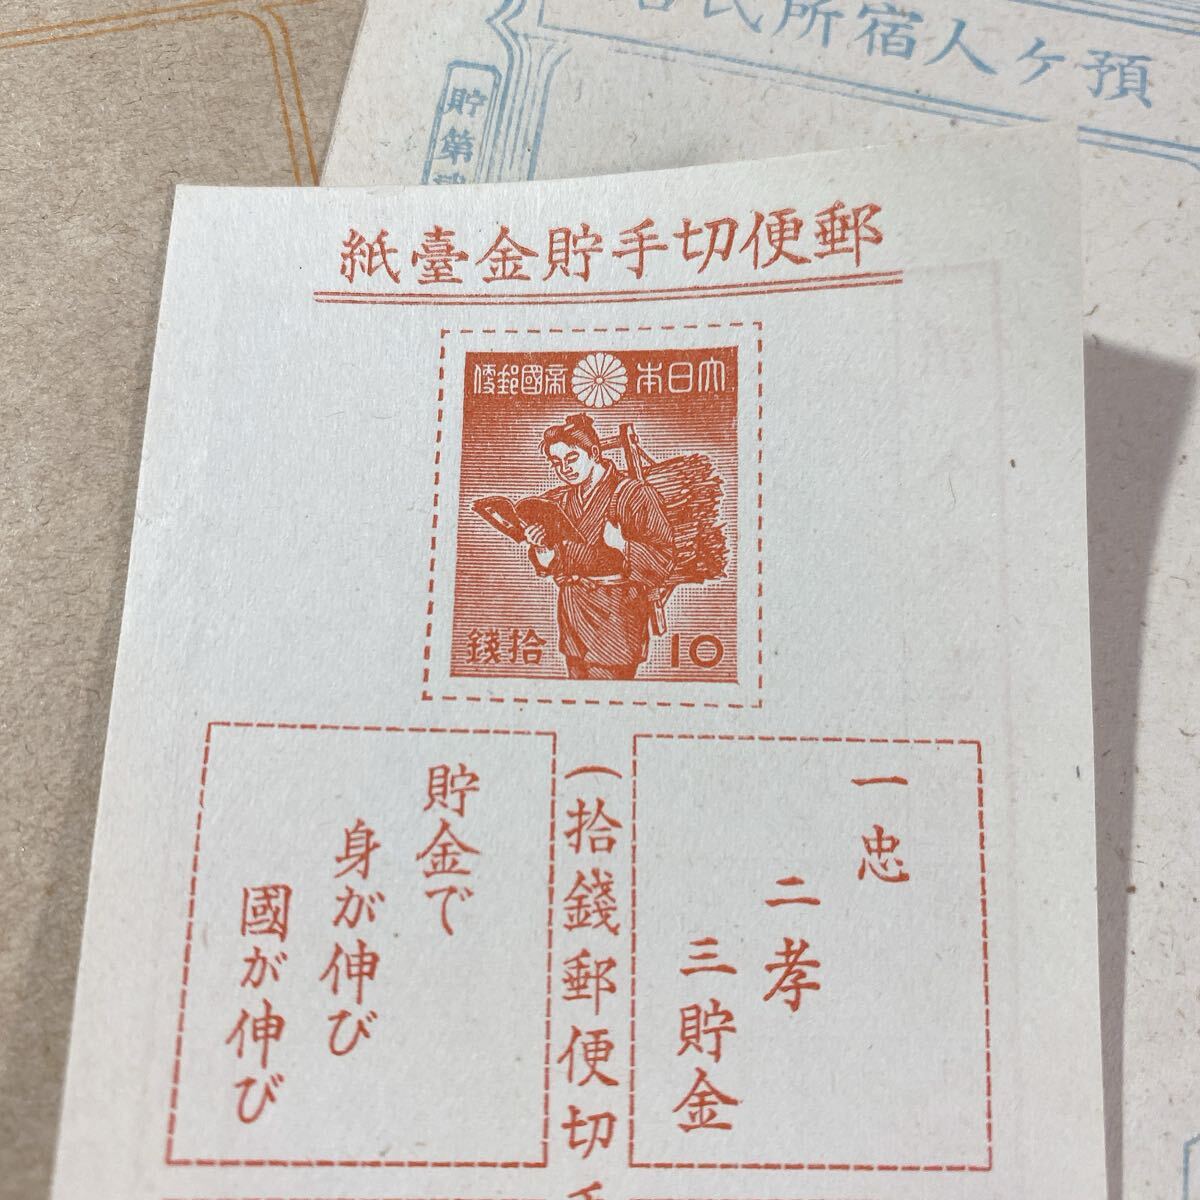 預ケ人宿所氏名
貯第
郵便切手貯金臺紙
大日本帝國郵便
拾錢
10
一忠
二孝
三貯金
(拾錢郵便切手
貯金で
身が伸び
國が伸び